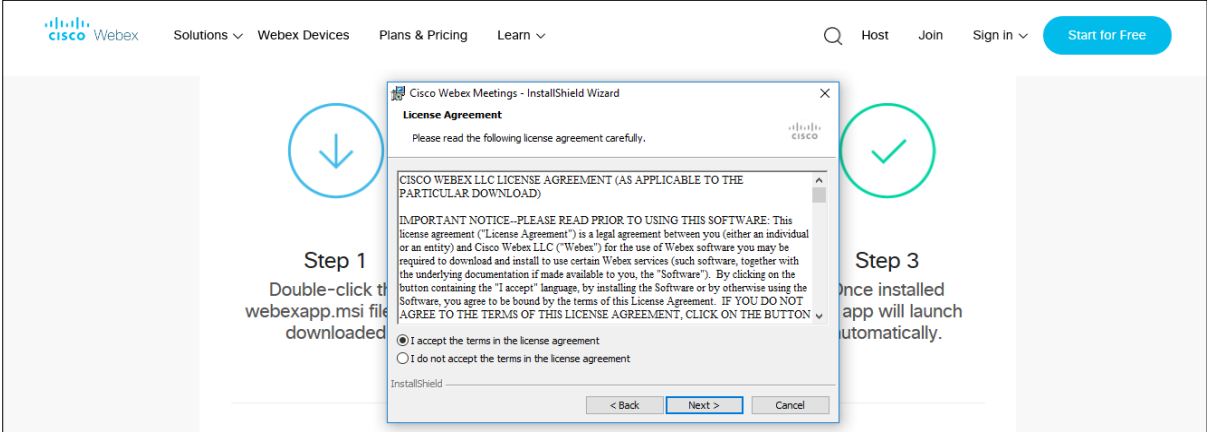 CISCO Webex Solutions Webex Devices Plans & Pricing Learn Host Join Sign in Start for Free
Cisco Webex Meetings - InstallShield Wizard
License Agreement
Please read the following license agreement carefully.
CISCO
CISCO WEBEX LLC LICENSE AGREEMENT (AS APPLICABLE TO THE
PARTICULAR DOWNLOAD)
IMPORTANT NOTICE--PLEASE READ PRIOR TO USING THIS SOFTWARE: This
license agreement ("License Agreement") is a legal agreement between you (either an individual
or an entity) and Cisco Webex LLC ("Webex") for the use of Webex software you may be
required to download and install to use certain Webex services (such software, together with
the underlying documentation if made available to you, the "Software"). By clicking on the
button containing the "I accept" language, by installing the Software or by otherwise using the
Software, you agree to be bound by the terms of this License Agreement. IF YOU DO NOT
AGREE TO THE TERMS OF THIS LICENSE AGREEMENT, CLICK ON THE BUTTON
I accept the terms in the license agreement
I do not accept the terms in the license agreement
InstallShield
< Back Next > Cancel
Step 1
Double-click
webexapp.msi
downloaded
Step 3
installed
app will launch